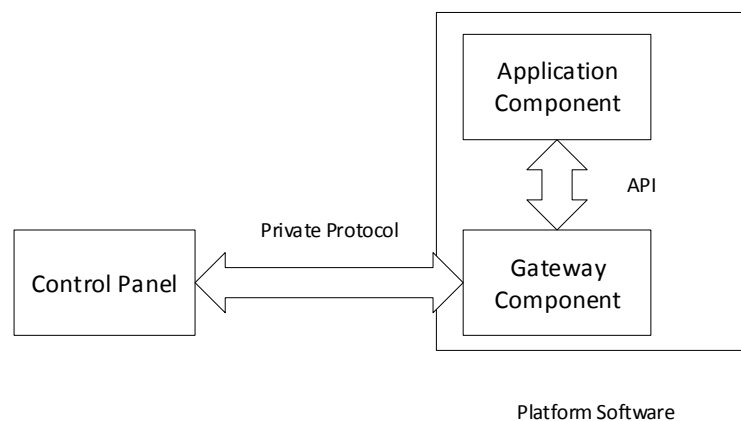 Application
Component
API
Private Protocol
Control Panel
Gateway
Component
Platform Software